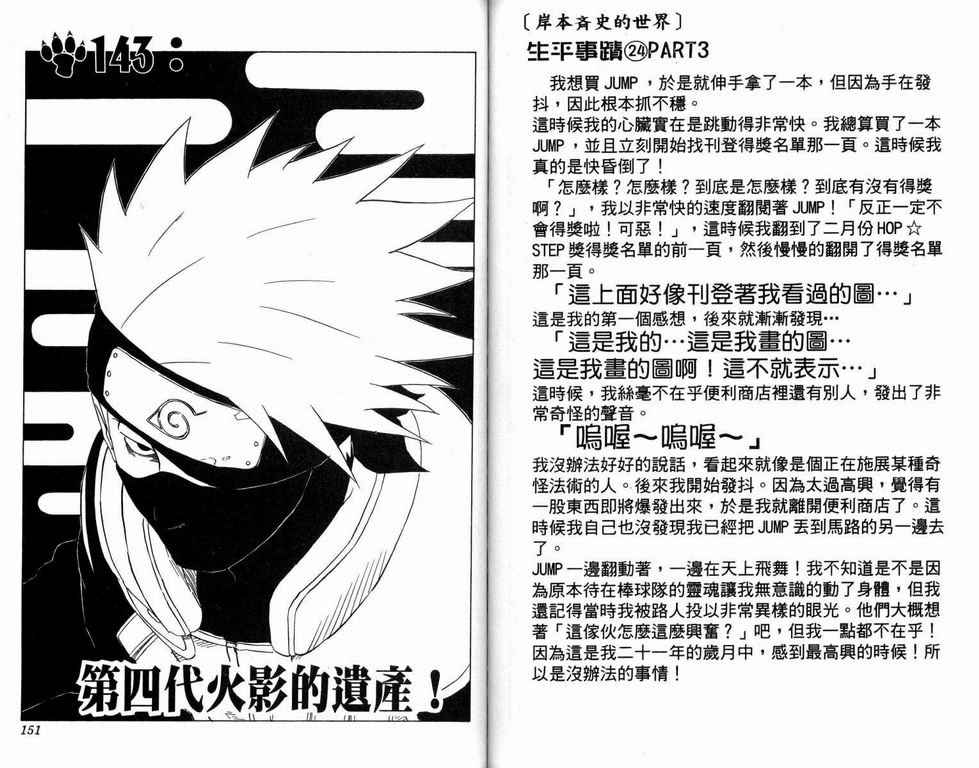 143：
第四代火影的遺產！
151
〔岸本斉史的世界〕
生平事蹟㉔PART3
我想買 JUMP ，於是就伸手拿了一本，但因為手在發
抖，因此根本抓不穩。
這時候我的心臟實在是跳動得非常快。我總算買了一本
JUMP ，並且立刻開始找刊登得獎名單那一頁。這時候我
真的是快昏倒了！
「怎麼樣？怎麼樣？到底是怎麼樣？到底有沒有得獎
啊？」，我以非常快的速度翻閱著 JUMP！「反正一定不
會得獎啦！可惡！」，這時候我翻到了二月份 HOP ☆
STEP 獎得獎名單的前一頁，然後慢慢的翻開了得獎名單
那一頁。
「這上面好像刊登著我看過的圖…」
這是我的第一個感想，後來就漸漸發現…
「這是我的…這是我畫的圖…
這是我畫的圖啊！這不就表示…」
這時候，我絲毫不在乎便利商店裡還有別人，發出了非
常奇怪的聲音。
「嗚喔～嗚喔～」
我沒辦法好好的說話，看起來就像是個正在施展某種奇
怪法術的人。後來我開始發抖。因為太過高興，覺得有
一股東西即將爆發出來，於是我就離開便利商店了。這
時候我自己也沒發現我已經把 JUMP 丟到馬路的另一邊去
了。
JUMP 一邊翻動著，一邊在天上飛舞！我不知道是不是因
為原本待在棒球隊的靈魂讓我無意識的動了身體，但我
還記得當時我被路人投以非常異樣的眼光。他們大概想
著「這傢伙怎麼這麼興奮？」吧，但我一點都不在乎！
因為這是我二十一年的歲月中，感到最高興的時候！所
以是沒辦法的事情！